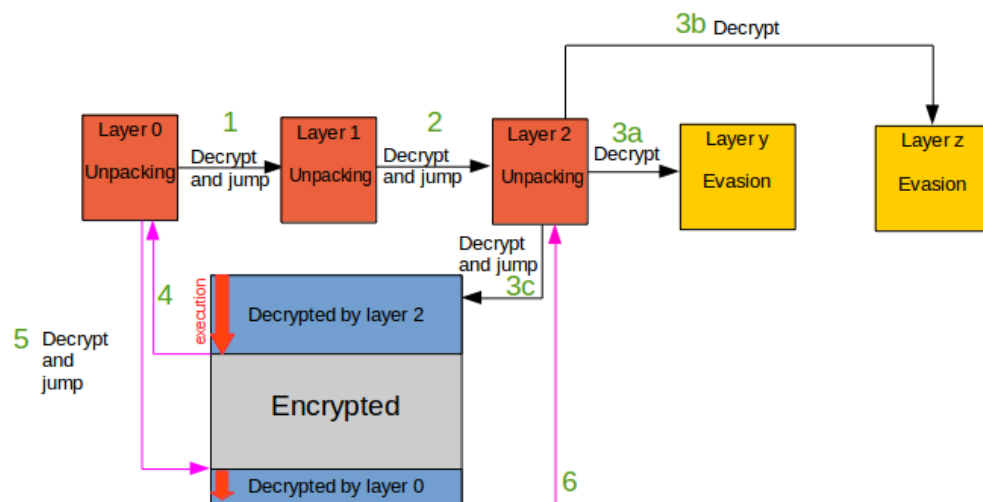 3b Decrypt
Layer 0
Unpacking
1
Decrypt
and jump
Layer 1
Unpacking
2
Decrypt
and jump
Layer 2
Unpacking
3a
Decrypt
Layer y
Evasion
Layer z
Evasion
Decrypt
and jump
3c
4
execution
Decrypted by layer 2
5 Decrypt
and
jump
Encrypted
Decrypted by layer 0
6